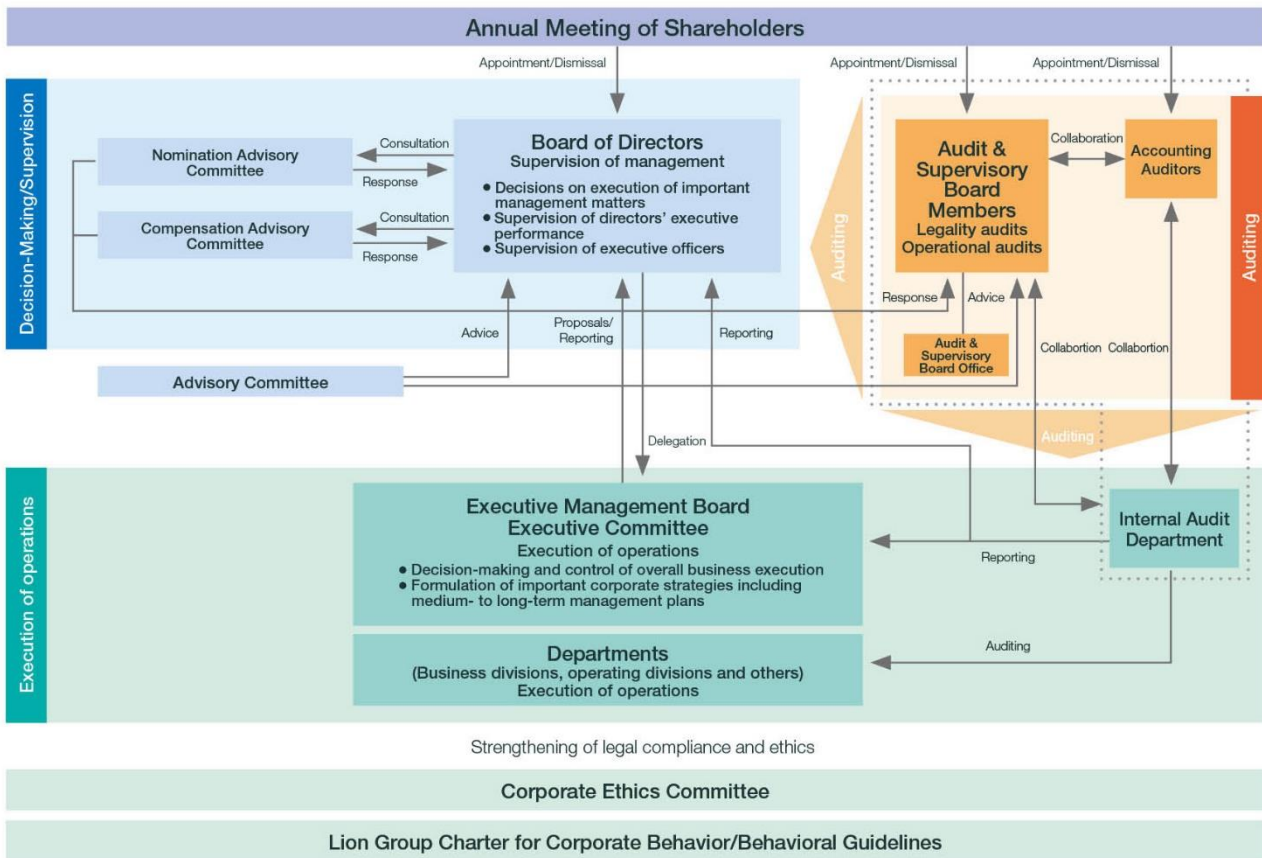 Annual Meeting of Shareholders
Appointment/Dismissal
Appointment/Dismissal
Appointment/Dismissal
Decision-Making/Supervision
Nomination Advisory
Committee
Consultation
Response
Compensation Advisory
Committee
Consultation
Response
Board of Directors
Supervision of management
● Decisions on execution of important
management matters
● Supervision of directors' executive
performance
● Supervision of executive officers
Auditing
Audit &
Supervisory
Board
Members
Legality audits
Operational audits
Collaboration
Accounting
Auditors
Auditing
Response
Advice
Audit &
Supervisory
Board Office
Collabortion
Collabortion
Advice
Proposals/
Reporting
Reporting
Advisory Committee
Delegation
Auditing
Execution of operations
Executive Management Board
Executive Committee
Execution of operations
● Decision-making and control of overall business execution
● Formulation of important corporate strategies including
medium- to long-term management plans
Reporting
Internal Audit
Department
Departments
(Business divisions, operating divisions and others)
Execution of operations
Auditing
Strengthening of legal compliance and ethics
Corporate Ethics Committee
Lion Group Charter for Corporate Behavior/Behavioral Guidelines